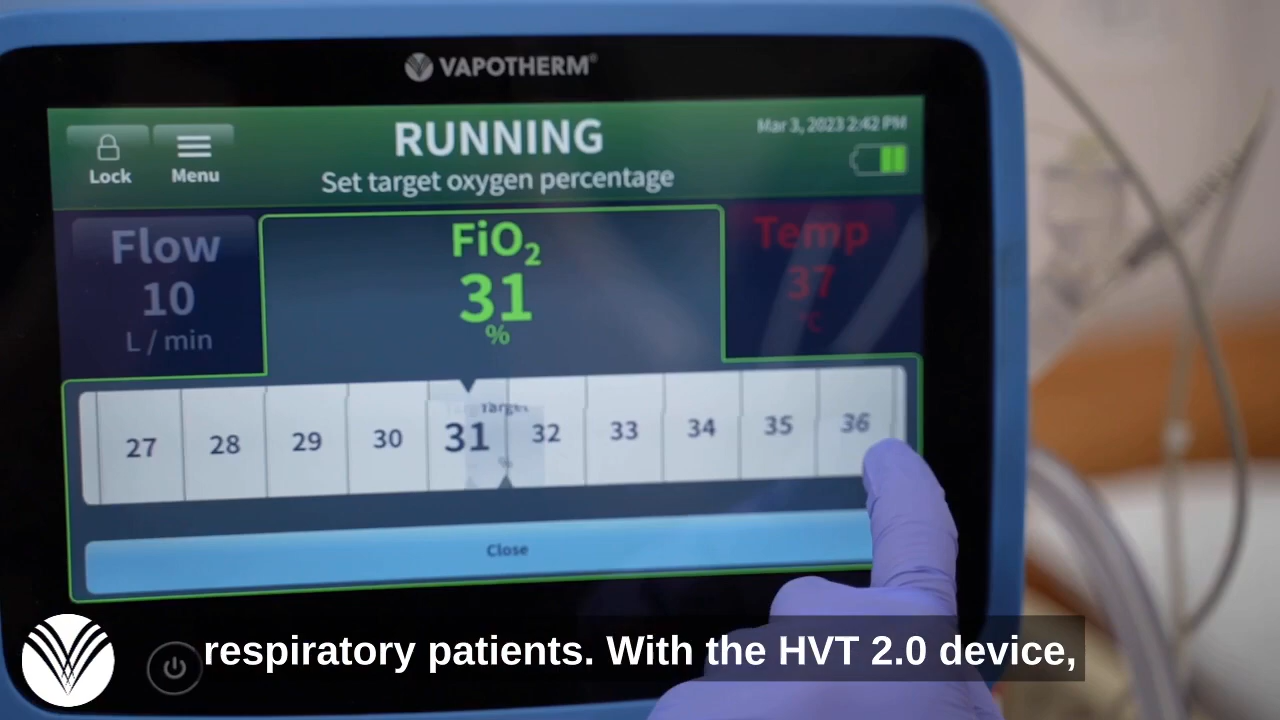 VAPOTHERM®
Lock
Menu
RUNNING
Set target oxygen percentage
Mar 3, 2023 2:42 PM
Flow
10
L / min
FiO₂
31
%
Temp
37
°C
Target
27 28 29 30 31 32 33 34 35 36
%
Close
respiratory patients. With the HVT 2.0 device,